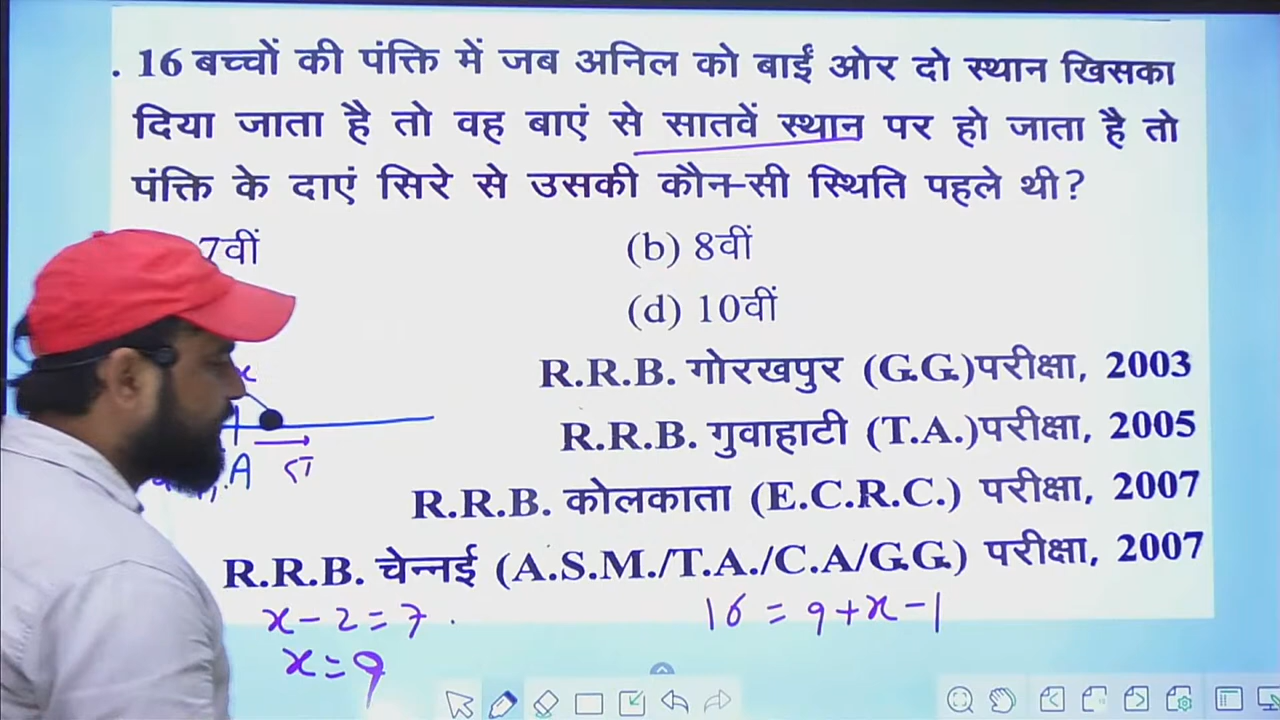 . 16 बच्चों की पंक्ति में जब अनिल को बाईं ओर दो स्थान खिसका
दिया जाता है तो वह बाएं से सातवें स्थान पर हो जाता है तो
पंक्ति के दाएं सिरे से उसकी कौन-सी स्थिति पहले थी?
7वीं
(b) 8वीं
(d) 10वीं
R.R.B. गोरखपुर (G.G.)परीक्षा, 2003
x
R.R.B. गुवाहाटी (T.A.)परीक्षा, 2005
A
R.R.B. कोलकाता (E.C.R.C.) परीक्षा, 2007
R.R.B. चेन्नई (A.S.M./T.A./C.A/G.G.) परीक्षा, 2007
x-2=7
16 = 9+x-1
x=9